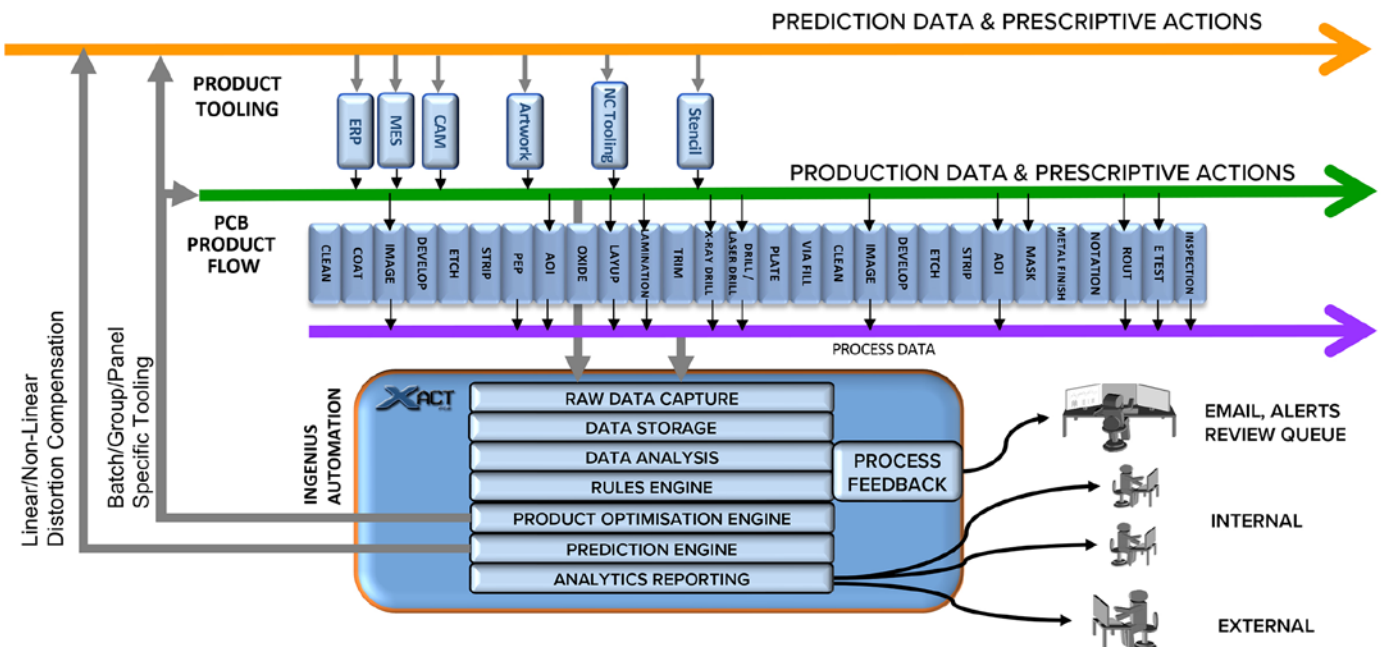 PREDICTION DATA & PRESCRIPTIVE ACTIONS
PRODUCT
TOOLING
ERP
MES
CAM
Artwork
NC Tooling
Stencil
PRODUCTION DATA & PRESCRIPTIVE ACTIONS
PCB
PRODUCT
FLOW
CLEAN
COAT
IMAGE
DEVELOP
ETCH
STRIP
PEP
AOI
OXIDE
LAYUP
LAMINATION
TRIM
X-RAY DRILL
DRILL /
LASER DRILL
PLATE
VIA FILL
CLEAN
IMAGE
DEVELOP
ETCH
STRIP
AOI
MASK
METAL FINISH
NOTATION
ROUT
E TEST
INSPECTION
PROCESS DATA
Linear/Non-Linear
Distortion Compensation
Batch/Group/Panel
Specific Tooling
INGENIUS
AUTOMATION
XACT
RAW DATA CAPTURE
DATA STORAGE
DATA ANALYSIS
RULES ENGINE
PRODUCT OPTIMISATION ENGINE
PREDICTION ENGINE
ANALYTICS REPORTING
PROCESS
FEEDBACK
EMAIL, ALERTS
REVIEW QUEUE
INTERNAL
EXTERNAL